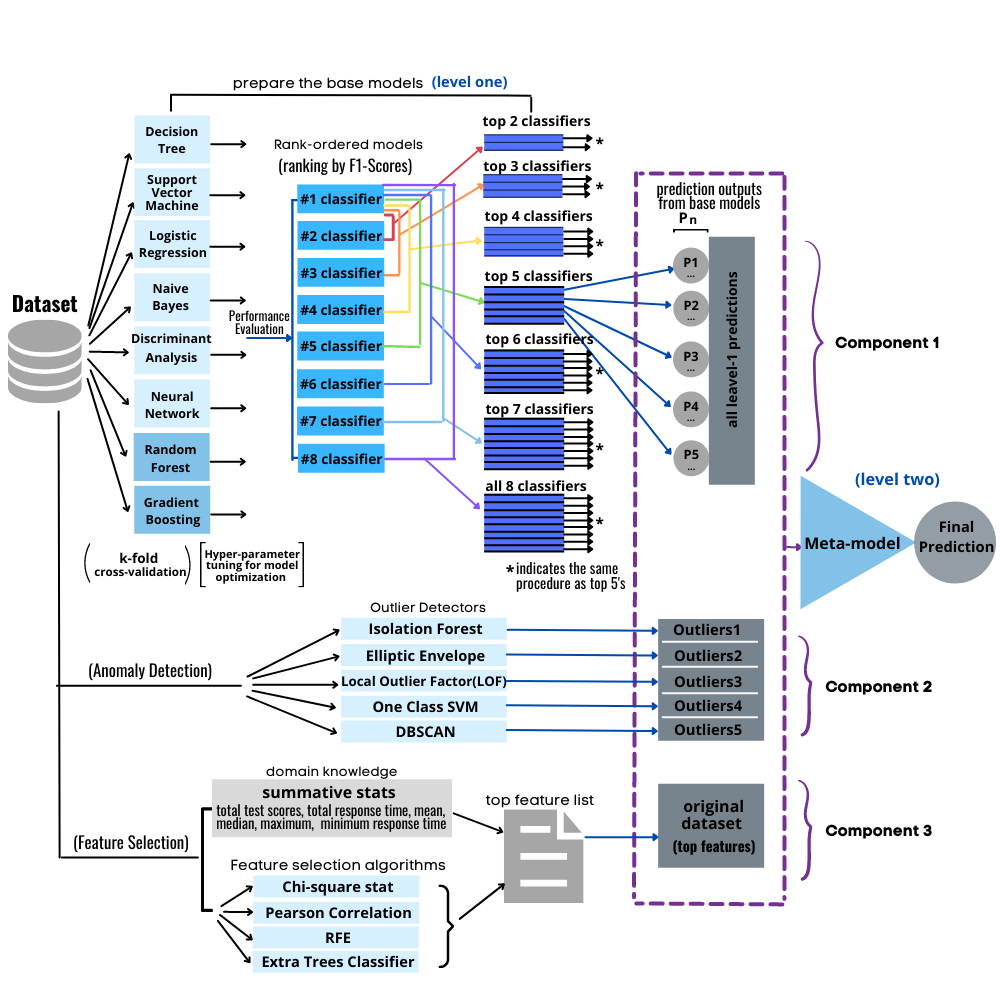 prepare the base models (level one)
Decision
Tree
Support
Vector
Machine
Logistic
Regression
Naive
Bayes
Discriminant
Analysis
Neural
Network
Random
Forest
Gradient
Boosting
Dataset
(k-fold
cross-validation)
[Hyper-parameter
tuning for model
optimization]
Performance
Evaluation
Rank-ordered models
(ranking by F1-Scores)
#1 classifier
#2 classifier
#3 classifier
#4 classifier
#5 classifier
#6 classifier
#7 classifier
#8 classifier
top 2 classifiers
*
top 3 classifiers
*
top 4 classifiers
*
top 5 classifiers
top 6 classifiers
*
top 7 classifiers
*
all 8 classifiers
*
* indicates the same
procedure as top 5's
prediction outputs
from base models
Pn
P1
...
P2
...
P3
...
P4
...
P5
...
all leavel-1 predictions
Component 1
(level two)
Meta-model
Final
Prediction
(Anomaly Detection)
Outlier Detectors
Isolation Forest
Elliptic Envelope
Local Outlier Factor(LOF)
One Class SVM
DBSCAN
Outliers1
Outliers2
Outliers3
Outliers4
Outliers5
Component 2
(Feature Selection)
domain knowledge
summative stats
total test scores, total response time, mean,
median, maximum, minimum response time
Feature selection algorithms
Chi-square stat
Pearson Correlation
RFE
Extra Trees Classifier
top feature list
original
dataset
(top features)
Component 3